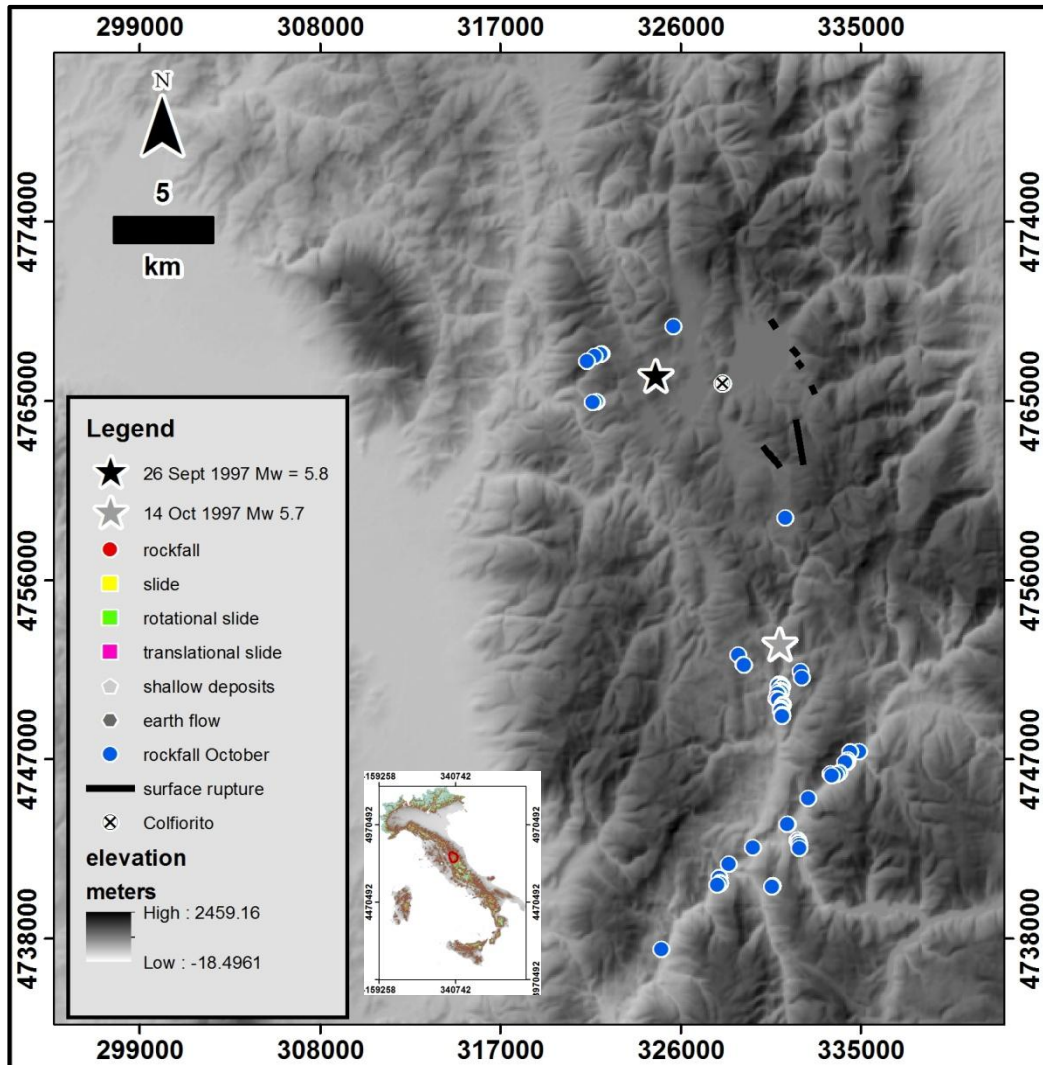 299000 308000 317000 326000 335000
N
5
km
4774000
4774000
4765000
4765000
4756000
4756000
4747000
4747000
4738000
4738000
Legend
26 Sept 1997 Mw = 5.8
14 Oct 1997 Mw 5.7
rockfall
slide
rotational slide
translational slide
shallow deposits
earth flow
rockfall October
surface rupture
Colfiorito
elevation
meters
High : 2459.16
Low : -18.4961
-159258 340742
4970492
4970492
4470492
4470492
4970492
-159258 340742
299000 308000 317000 326000 335000